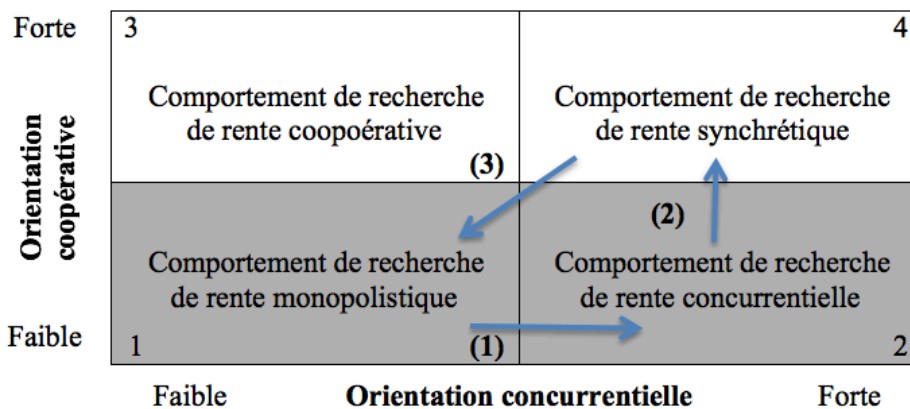 Forte
3
4
Comportement de recherche
de rente coopoérative
Comportement de recherche
de rente synchrétique
(3)
Orientation
coopérative
(2)
Comportement de recherche
de rente monopolistique
Comportement de recherche
de rente concurrentielle
Faible
1
(1)
2
Faible
Orientation concurrentielle
Forte